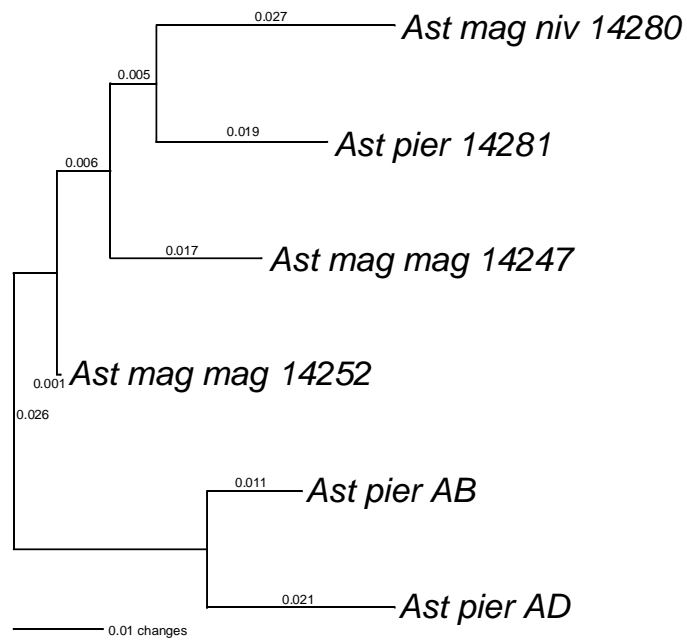 0.027
Ast mag niv 14280
0.005
0.019
Ast pier 14281
0.006
0.017
Ast mag mag 14247
0.001
Ast mag mag 14252
0.026
0.011
Ast pier AB
0.021
Ast pier AD
0.01 changes